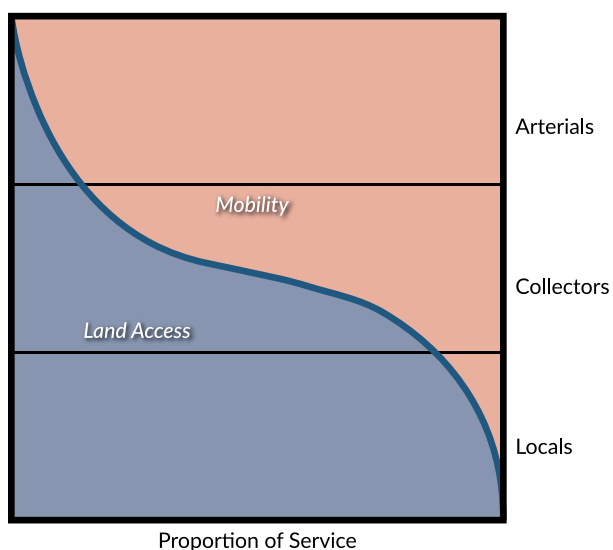 Arterials
Mobility
Collectors
Land Access
Locals
Proportion of Service